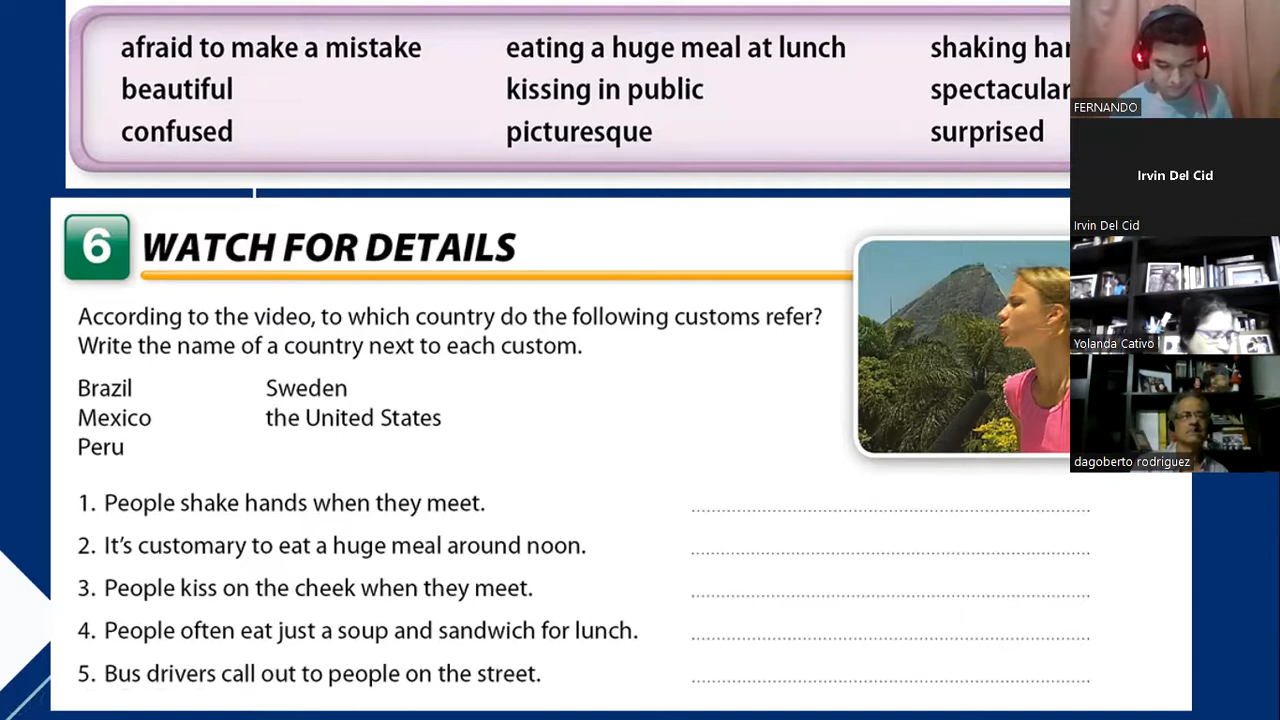 afraid to make a mistake
eating a huge meal at lunch
beautiful
kissing in public
spectacular
confused
picturesque
surprised
6 WATCH FOR DETAILS
According to the video, to which country do the following customs refer?
Write the name of a country next to each custom.
Brazil
Sweden
Mexico
the United States
Peru
1. People shake hands when they meet.
2. It's customary to eat a huge meal around noon.
3. People kiss on the cheek when they meet.
4. People often eat just a soup and sandwich for lunch.
5. Bus drivers call out to people on the street.
shaking
FERNANDO
Irvin Del Cid
Irvin Del Cid
Yolanda Cativo
dagoberto rodriguez